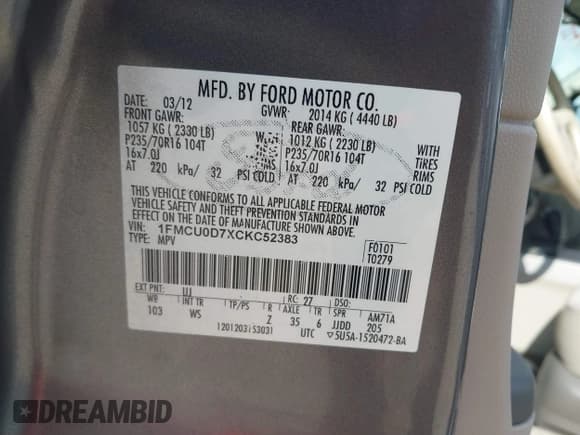 MFD. BY FORD MOTOR CO.
DATE: 03/12 GVWR: 2014 KG ( 4440 LB)
FRONT GAWR: REAR GAWR:
1057 KG ( 2330 LB) 1012 KG ( 2230 LB) WITH
P235/70R16 104T P235/70R16 104T TIRES
16x7.0J 16x7.0J RIMS
AT 220 kPa/ 32 PSI COLD AT 220 kPa/ 32 PSI COLD
THIS VEHICLE CONFORMS TO ALL APPLICABLE FEDERAL MOTOR
VEHICLE SAFETY AND THEFT PREVENTION STANDARDS IN
EFFECT ON THE DATE OF MANUFACTURE SHOWN ABOVE.
VIN: 1FMCU0D7XCKC52383 F0101
TYPE: MPV T0279
EXT PNT: UJ RC: 27 DSO:
WB INT TR TP/PS R AXLE TR SPR AM71A
103 WS Z 35 6 JJDD 205
UTC 5U5A-1520472-BA
DREAMBID